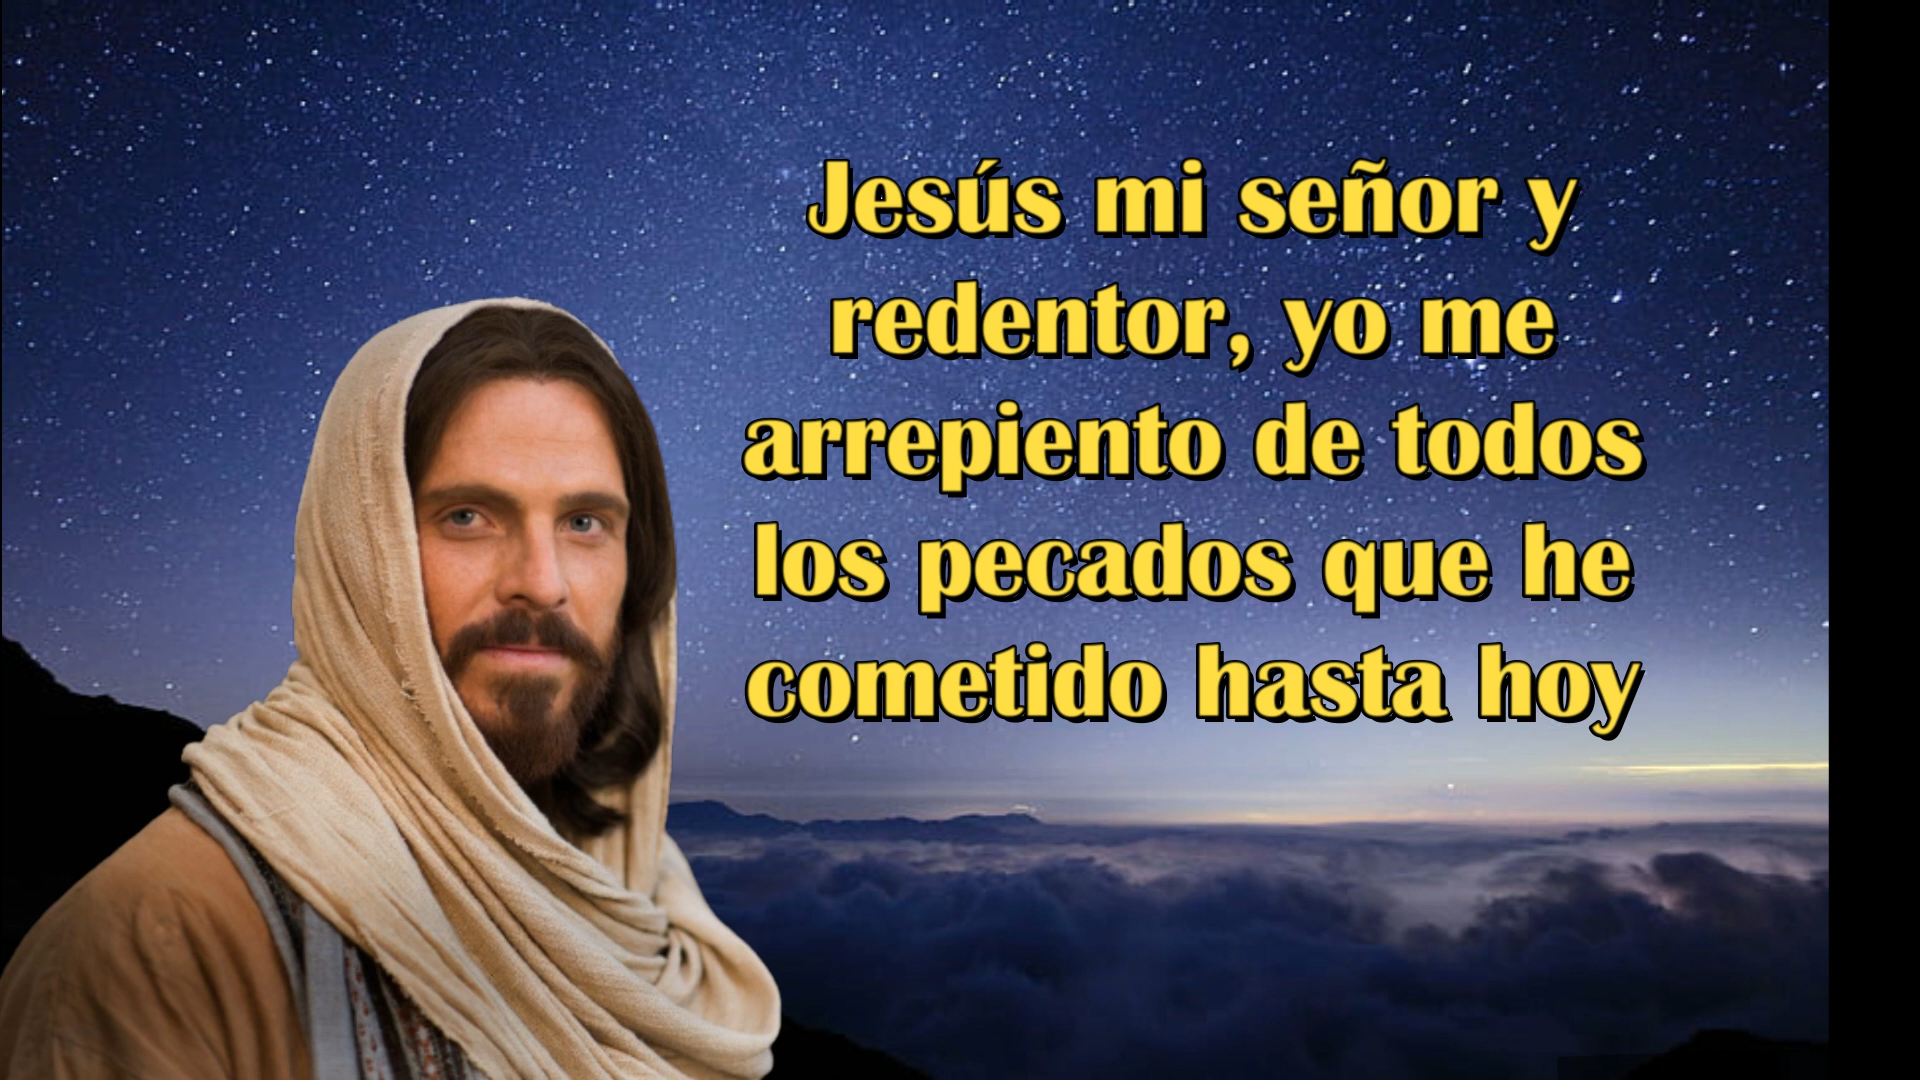 Jesús mi señor y
redentor, yo me
arrepiento de todos
los pecados que he
cometido hasta hoy